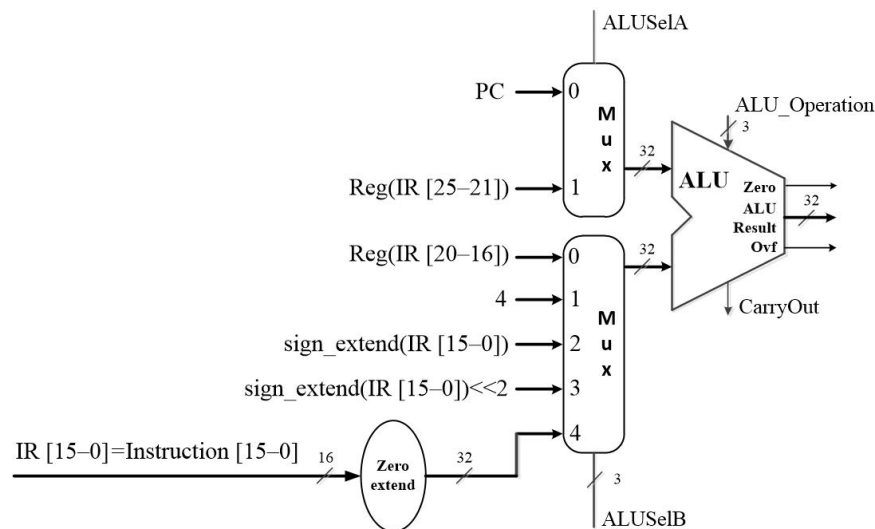 ALUSelA
PC
0
Mux
ALU_Operation
3
32
Reg(IR [25–21])
1
ALU
Zero
ALU
Result
32
Ovf
Reg(IR [20–16])
0
32
4
1
CarryOut
Mux
sign_extend(IR [15–0])
2
sign_extend(IR [15–0])<<2
3
4
IR [15–0]=Instruction [15–0]
16
Zero
extend
32
3
ALUSelB